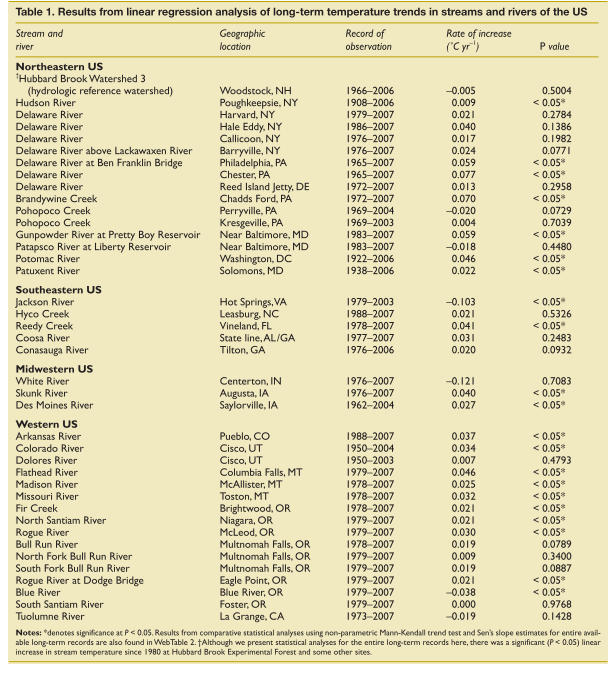 Table 1. Results from linear regression analysis of long-term temperature trends in streams and rivers of the US
Stream and river Geographic location Record of observation Rate of increase (˚C yr⁻¹) P value
Northeastern US
†Hubbard Brook Watershed 3
(hydrologic reference watershed) Woodstock, NH 1966–2006 –0.005 0.5004
Hudson River Poughkeepsie, NY 1908–2006 0.009 < 0.05*
Delaware River Harvard, NY 1979–2007 0.021 0.2784
Delaware River Hale Eddy, NY 1986–2007 0.040 0.1386
Delaware River Callicoon, NY 1976–2007 0.017 0.1982
Delaware River above Lackawaxen River Barryville, NY 1976–2007 0.024 0.0771
Delaware River at Ben Franklin Bridge Philadelphia, PA 1965–2007 0.059 < 0.05*
Delaware River Chester, PA 1965–2007 0.077 < 0.05*
Delaware River Reed Island Jetty, DE 1972–2007 0.013 0.2958
Brandywine Creek Chadds Ford, PA 1972–2007 0.070 < 0.05*
Pohopoco Creek Perryville, PA 1969–2004 –0.020 0.0729
Pohopoco Creek Kresgeville, PA 1969–2003 0.004 0.7039
Gunpowder River at Pretty Boy Reservoir Near Baltimore, MD 1983–2007 0.059 < 0.05*
Patapsco River at Liberty Reservoir Near Baltimore, MD 1983–2007 –0.018 0.4480
Potomac River Washington, DC 1922–2006 0.046 < 0.05*
Patuxent River Solomons, MD 1938–2006 0.022 < 0.05*
Southeastern US
Jackson River Hot Springs, VA 1979–2003 –0.103 < 0.05*
Hyco Creek Leasburg, NC 1988–2007 0.021 0.5326
Reedy Creek Vineland, FL 1978–2007 0.041 < 0.05*
Coosa River State line, AL/GA 1977–2007 0.031 0.2483
Conasauga River Tilton, GA 1976–2006 0.020 0.0932
Midwestern US
White River Centerton, IN 1976–2007 –0.121 0.7083
Skunk River Augusta, IA 1976–2007 0.040 < 0.05*
Des Moines River Saylorville, IA 1962–2004 0.027 < 0.05*
Western US
Arkansas River Pueblo, CO 1988–2007 0.037 < 0.05*
Colorado River Cisco, UT 1950–2004 0.034 < 0.05*
Dolores River Cisco, UT 1950–2003 0.007 0.4793
Flathead River Columbia Falls, MT 1979–2007 0.046 < 0.05*
Madison River McAllister, MT 1978–2007 0.025 < 0.05*
Missouri River Toston, MT 1978–2007 0.032 < 0.05*
Fir Creek Brightwood, OR 1978–2007 0.021 < 0.05*
North Santiam River Niagara, OR 1979–2007 0.021 < 0.05*
Rogue River McLeod, OR 1979–2007 0.030 < 0.05*
Bull Run River Multnomah Falls, OR 1978–2007 0.019 0.0789
North Fork Bull Run River Multnomah Falls, OR 1979–2007 0.009 0.3400
South Fork Bull Run River Multnomah Falls, OR 1979–2007 0.019 0.0887
Rogue River at Dodge Bridge Eagle Point, OR 1979–2007 0.021 < 0.05*
Blue River Blue River, OR 1979–2007 –0.038 < 0.05*
South Santiam River Foster, OR 1979–2007 0.000 0.9768
Tuolumne River La Grange, CA 1973–2007 –0.019 0.1428
Notes: *denotes significance at P < 0.05. Results from comparative statistical analyses using non-parametric Mann-Kendall trend test and Sen's slope estimates for entire avail-
able long-term records are also found in WebTable 2. †Although we present statistical analyses for the entire long-term records here, there was a significant (P < 0.05) linear
increase in stream temperature since 1980 at Hubbard Brook Experimental Forest and some other sites.